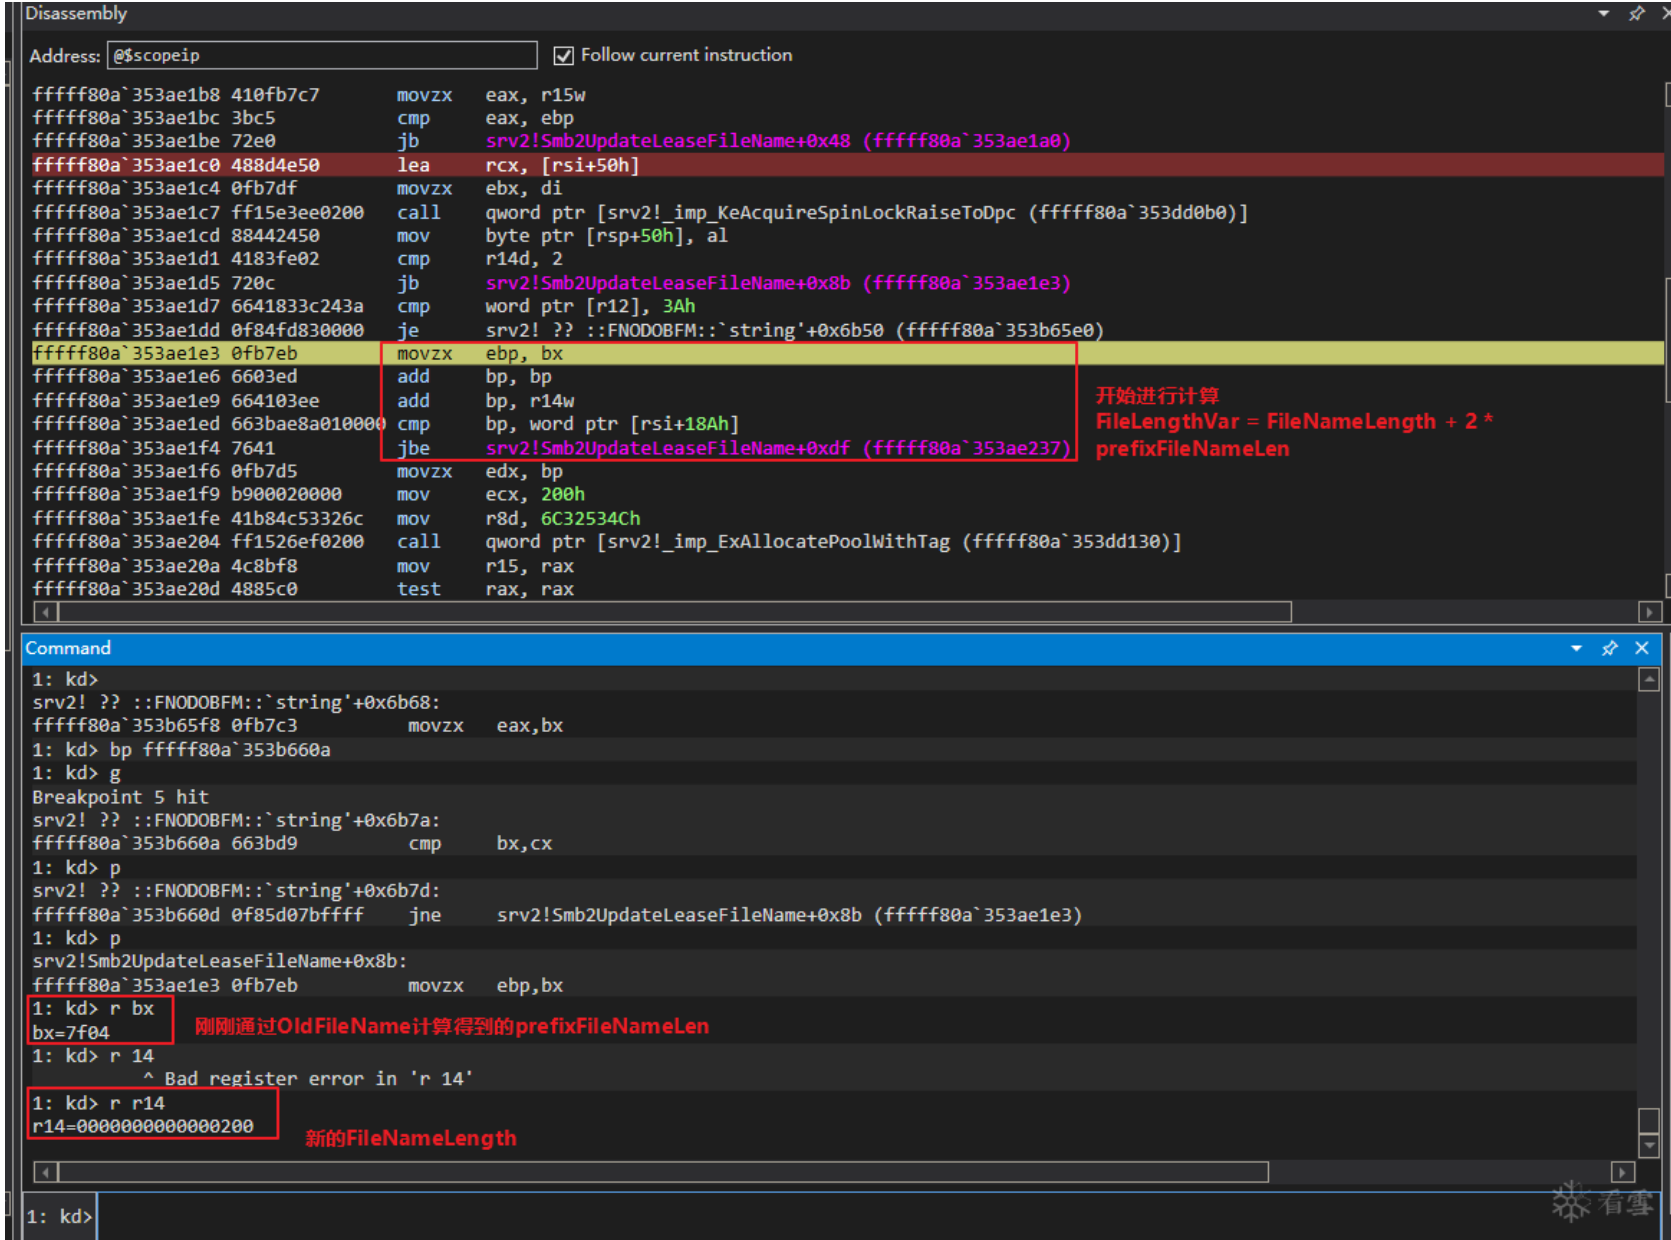 Disassembly
Address: @$scopeip Follow current instruction
fffff80a`353ae1b8 410fb7c7 movzx eax, r15w
fffff80a`353ae1bc 3bc5 cmp eax, ebp
fffff80a`353ae1be 72e0 jb srv2!Smb2UpdateLeaseFileName+0x48 (fffff80a`353ae1a0)
fffff80a`353ae1c0 488d4e50 lea rcx, [rsi+50h]
fffff80a`353ae1c4 0fb7df movzx ebx, di
fffff80a`353ae1c7 ff15e3ee0200 call qword ptr [srv2!_imp_KeAcquireSpinLockRaiseToDpc (fffff80a`353dd0b0)]
fffff80a`353ae1cd 88442450 mov byte ptr [rsp+50h], al
fffff80a`353ae1d1 4183fe02 cmp r14d, 2
fffff80a`353ae1d5 720c jb srv2!Smb2UpdateLeaseFileName+0x8b (fffff80a`353ae1e3)
fffff80a`353ae1d7 6641833c243a cmp word ptr [r12], 3Ah
fffff80a`353ae1dd 0f84fd830000 je srv2! ?? ::FNODOBFM::`string'+0x6b50 (fffff80a`353b65e0)
fffff80a`353ae1e3 0fb7eb movzx ebp, bx
fffff80a`353ae1e6 6603ed add bp, bp
fffff80a`353ae1e9 664103ee add bp, r14w
fffff80a`353ae1ed 663bae8a010000 cmp bp, word ptr [rsi+18Ah]
fffff80a`353ae1f4 7641 jbe srv2!Smb2UpdateLeaseFileName+0xdf (fffff80a`353ae237)
开始进行计算
FileLengthVar = FileNameLength + 2 *
prefixFileNameLen
fffff80a`353ae1f6 0fb7d5 movzx edx, bp
fffff80a`353ae1f9 b900020000 mov ecx, 200h
fffff80a`353ae1fe 41b84c53326c mov r8d, 6C32534Ch
fffff80a`353ae204 ff1526ef0200 call qword ptr [srv2!_imp_ExAllocatePoolWithTag (fffff80a`353dd130)]
fffff80a`353ae20a 4c8bf8 mov r15, rax
fffff80a`353ae20d 4885c0 test rax, rax
Command
1: kd>
srv2! ?? ::FNODOBFM::`string'+0x6b68:
fffff80a`353b65f8 0fb7c3 movzx eax,bx
1: kd> bp fffff80a`353b660a
1: kd> g
Breakpoint 5 hit
srv2! ?? ::FNODOBFM::`string'+0x6b7a:
fffff80a`353b660a 663bd9 cmp bx,cx
1: kd> p
srv2! ?? ::FNODOBFM::`string'+0x6b7d:
fffff80a`353b660d 0f85d07bffff jne srv2!Smb2UpdateLeaseFileName+0x8b (fffff80a`353ae1e3)
1: kd> p
srv2!Smb2UpdateLeaseFileName+0x8b:
fffff80a`353ae1e3 0fb7eb movzx ebp,bx
1: kd> r bx
bx=7f04
刚刚通过OldFileName计算得到的prefixFileNameLen
1: kd> r 14
^ Bad register error in 'r 14'
1: kd> r r14
r14=0000000000000200
新的FileNameLength
1: kd>
看雪